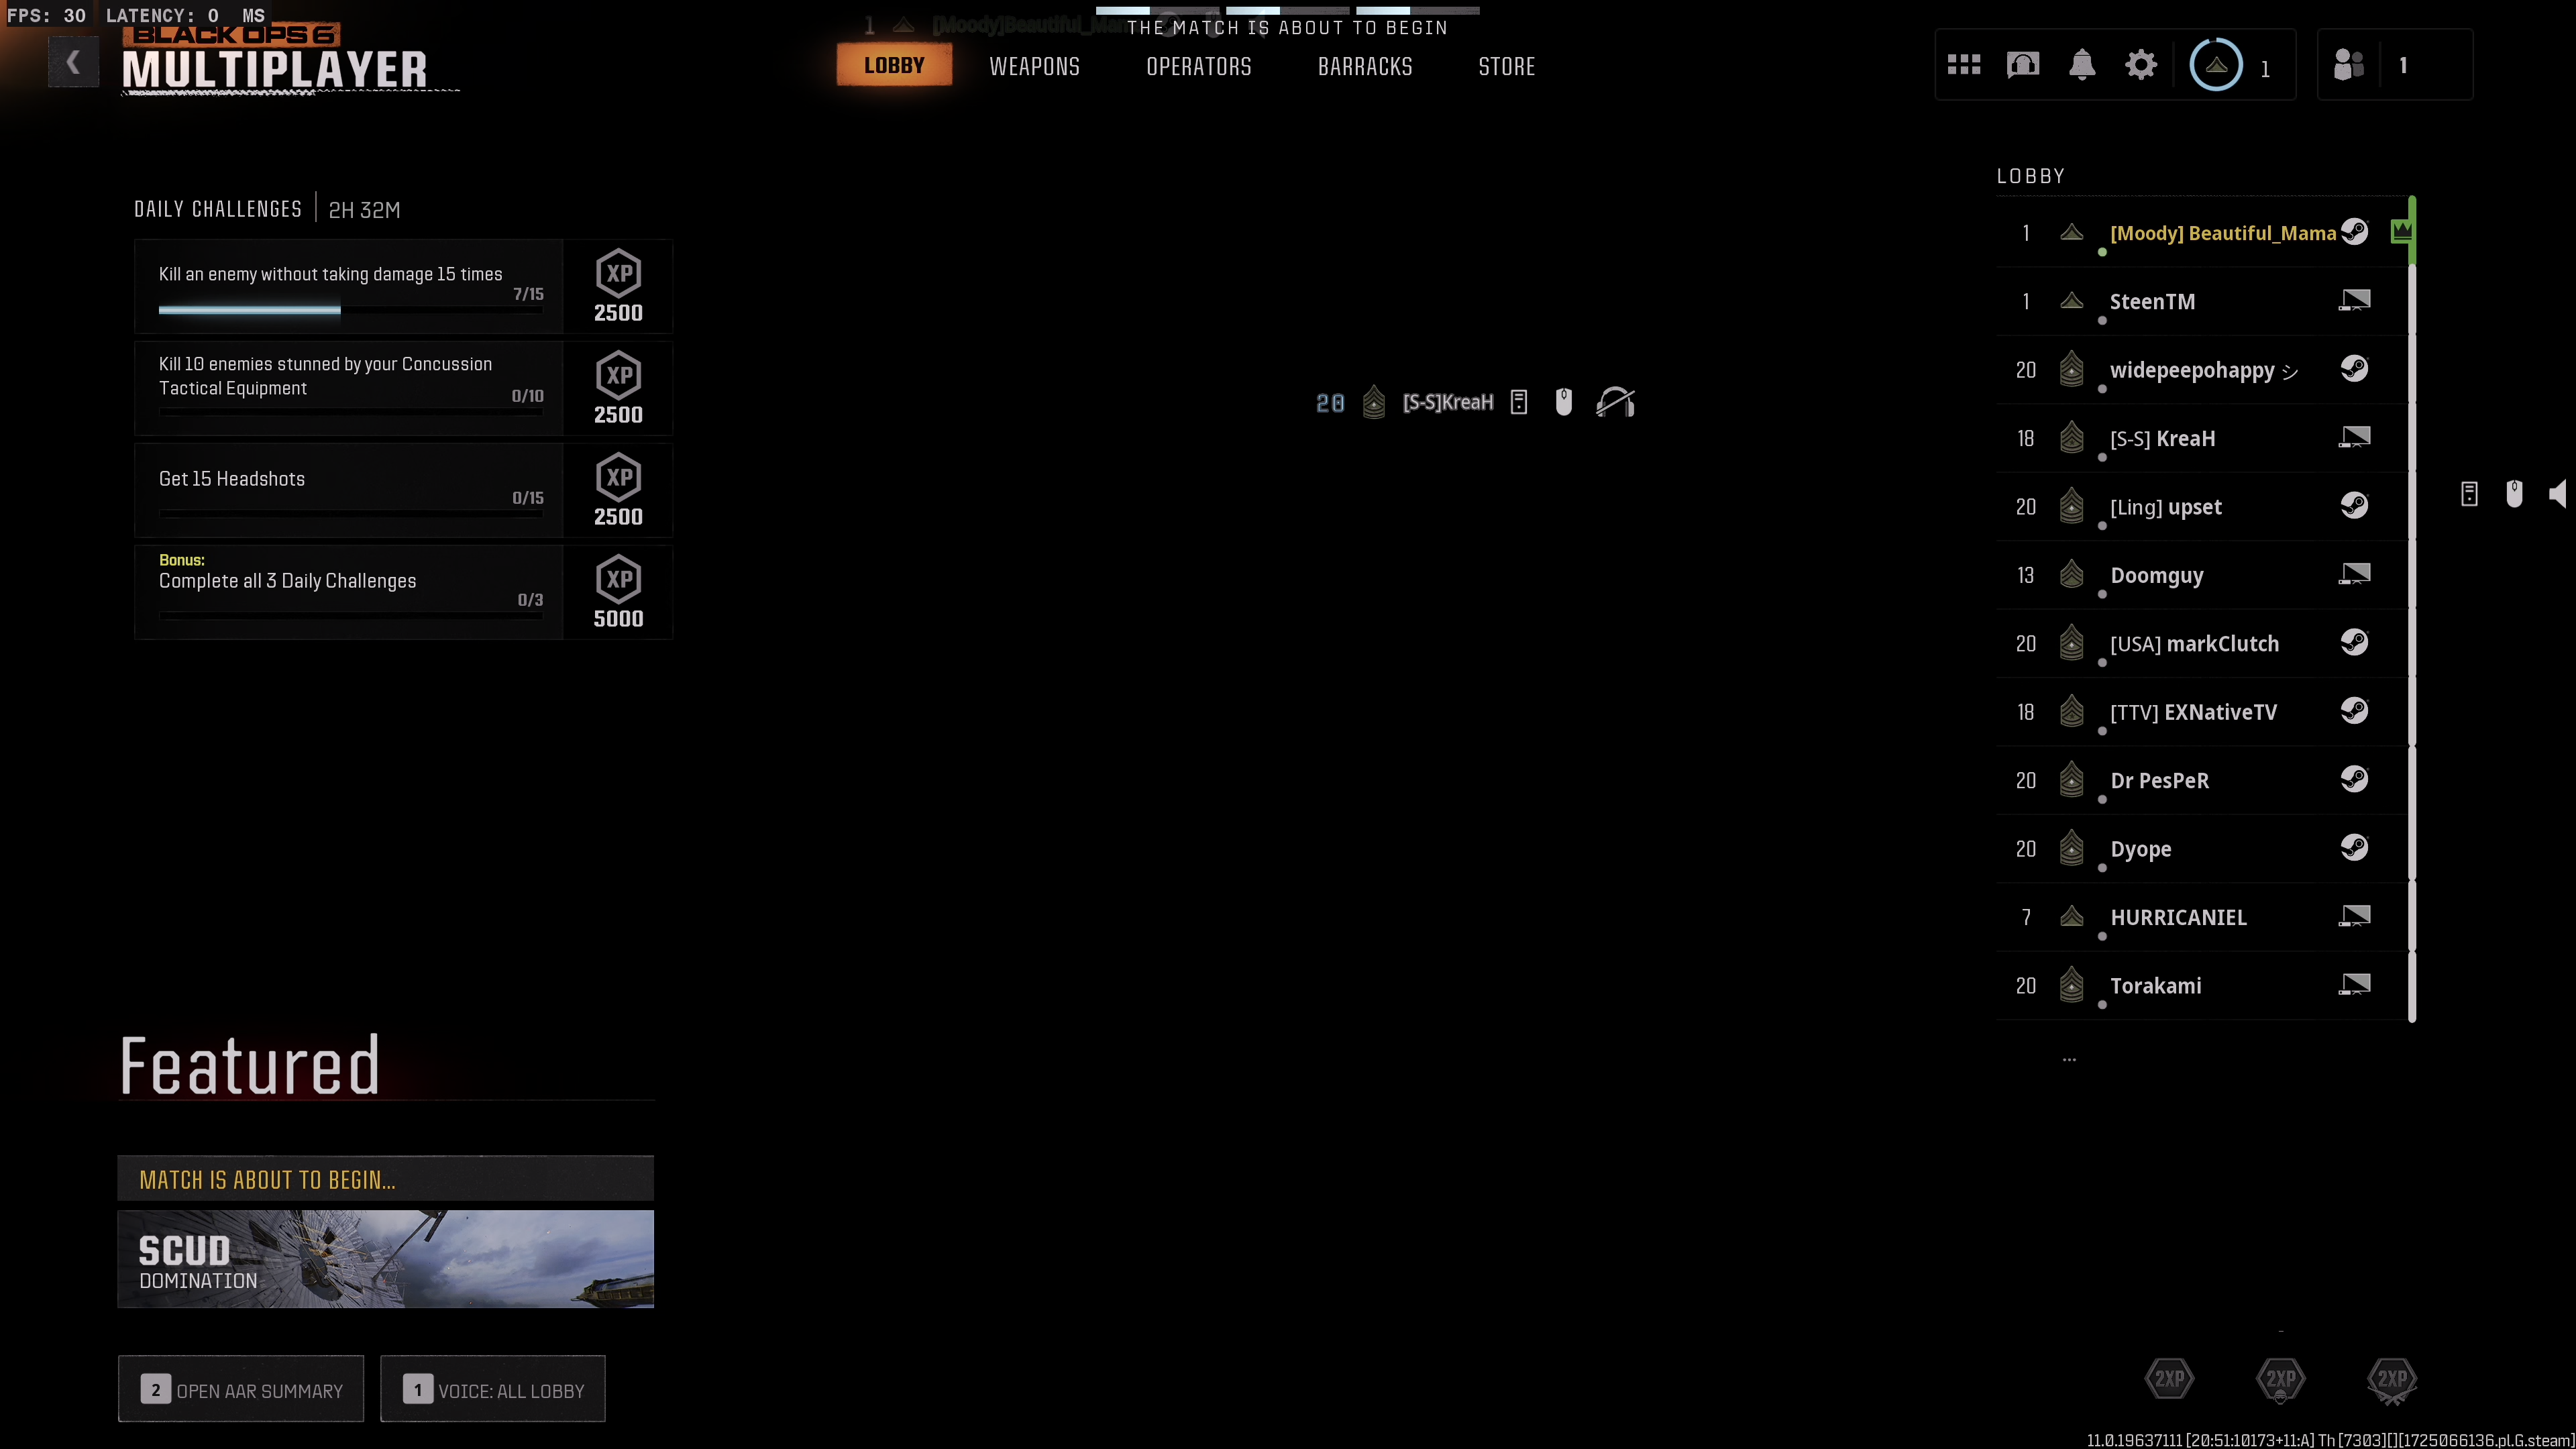 FPS: 30 LATENCY: 0 MS
BLACK OPS 6
MULTIPLAYER
THE MATCH IS ABOUT TO BEGIN
LOBBY WEAPONS OPERATORS BARRACKS STORE
1
1
DAILY CHALLENGES 2H 32M
Kill an enemy without taking damage 15 times
7/15
XP
2500
Kill 10 enemies stunned by your Concussion
Tactical Equipment
0/10
XP
2500
Get 15 Headshots
0/15
XP
2500
Bonus:
Complete all 3 Daily Challenges
0/3
XP
5000
20 [S-S]KreaH
LOBBY
1 [Moody] Beautiful_Mama
1 SteenTM
20 widepeepohappy シ
18 [S-S] KreaH
20 [Ling] upset
13 Doomguy
20 [USA] markClutch
18 [TTV] EXNativeTV
20 Dr PesPeR
20 Dyope
7 HURRICANIEL
20 Torakami
...
Featured
MATCH IS ABOUT TO BEGIN...
SCUD
DOMINATION
2 OPEN AAR SUMMARY
1 VOICE: ALL LOBBY
2XP 2XP 2XP
11.0.19637111 [20:51:10173+11:A] Th [7303][][1725066136.pl.G.steam]